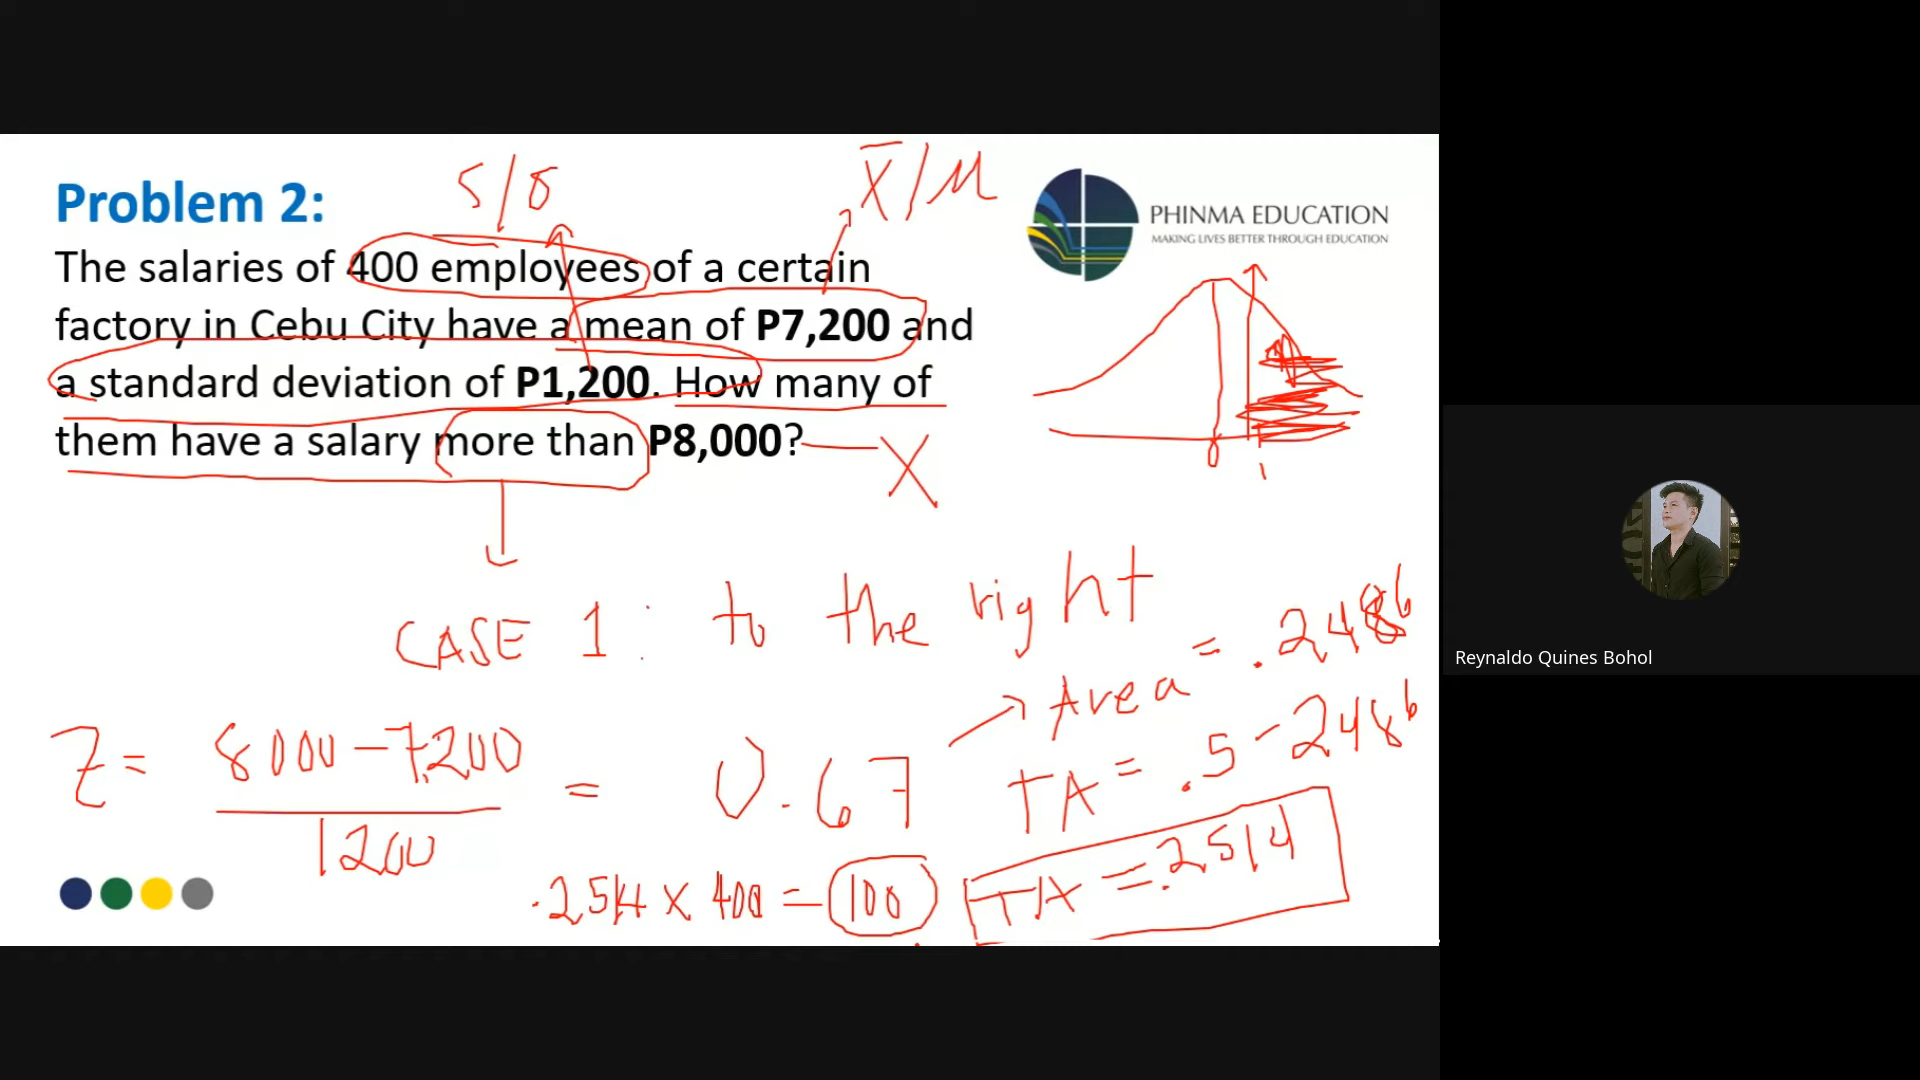 S/σ
X̄/μ
Problem 2:
PHINMA EDUCATION
MAKING LIVES BETTER THROUGH EDUCATION
The salaries of 400 employees of a certain
factory in Cebu City have a mean of P7,200 and
a standard deviation of P1,200. How many of
them have a salary more than P8,000?
X
0
1
CASE 1: to the right
Area = .2486
Z = 8000-7,200
1200
= 0.67
TA = .5-2486
TA = .2514
.2514 X 400 = 100
Reynaldo Quines Bohol